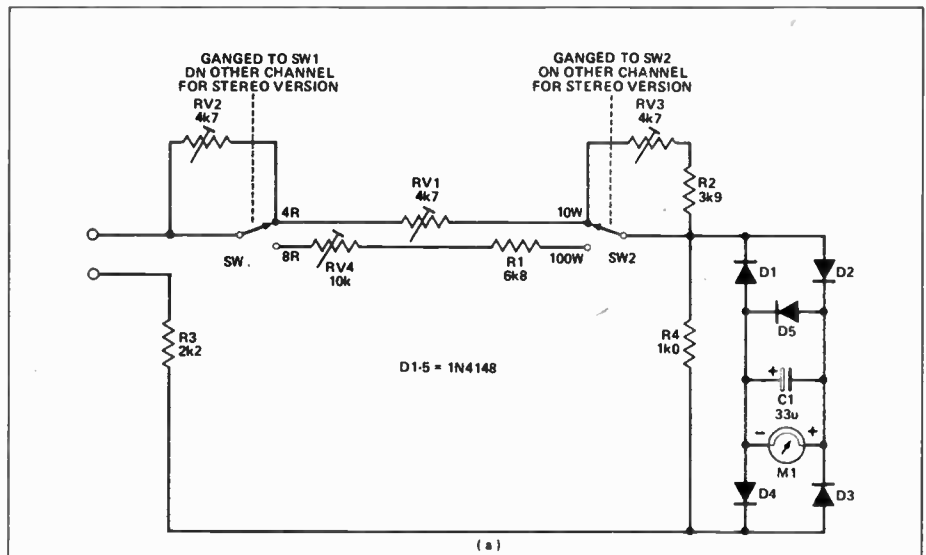 GANGED TO SW1
DN OTHER CHANNEL
FOR STEREO VERSION
GANGED TO SW2
ON OTHER CHANNEL
FOR STEREO VERSION
RV2
4k7
RV3
4k7
RV1
4k7
R2
3k9
4R
10W
SW
8R
RV4
10k
R1
6k8
100W
SW2
D1
D2
D5
R3
2k2
R4
1k0
D1-5 = 1N4148
+
C1
33u
- +
M1
D4
D3
(a)